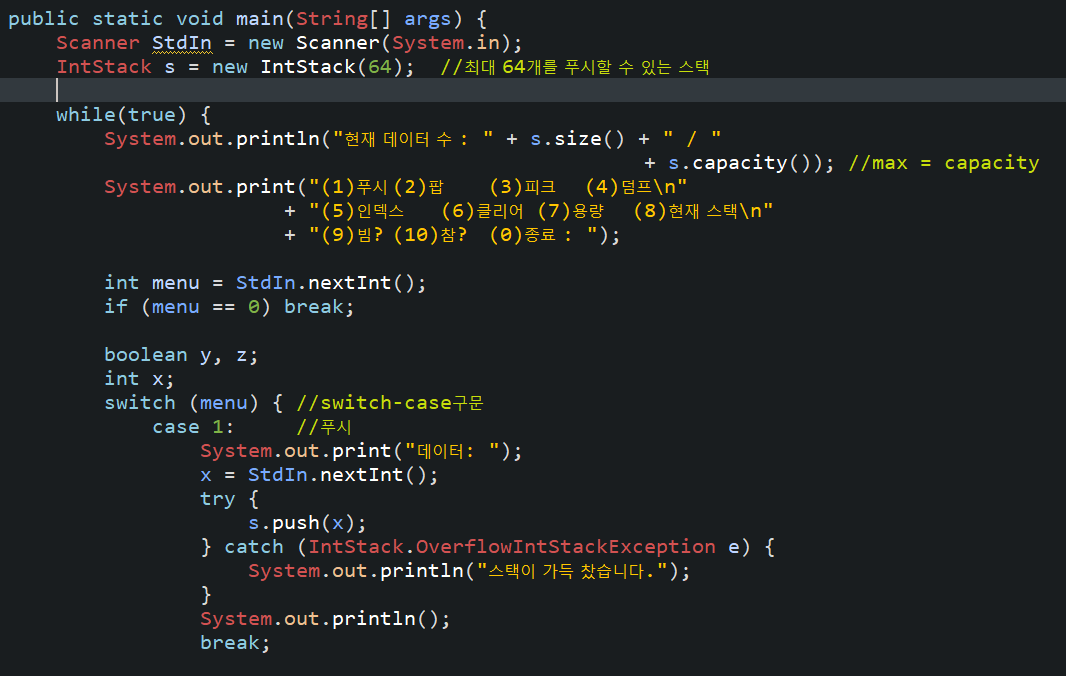 public static void main(String[] args) {
Scanner StdIn = new Scanner(System.in);
IntStack s = new IntStack(64); //최대 64개를 푸시할 수 있는 스택
while(true) {
System.out.println("현재 데이터 수 : " + s.size() + " / "
+ s.capacity()); //max = capacity
System.out.print("(1)푸시 (2)팝 (3)피크 (4)덤프\n"
+ "(5)인덱스 (6)클리어 (7)용량 (8)현재 스택\n"
+ "(9)빔? (10)참? (0)종료 : ");
int menu = StdIn.nextInt();
if (menu == 0) break;
boolean y, z;
int x;
switch (menu) { //switch-case구문
case 1: //푸시
System.out.print("데이터: ");
x = StdIn.nextInt();
try {
s.push(x);
} catch (IntStack.OverflowIntStackException e) {
System.out.println("스택이 가득 찼습니다.");
}
System.out.println();
break;